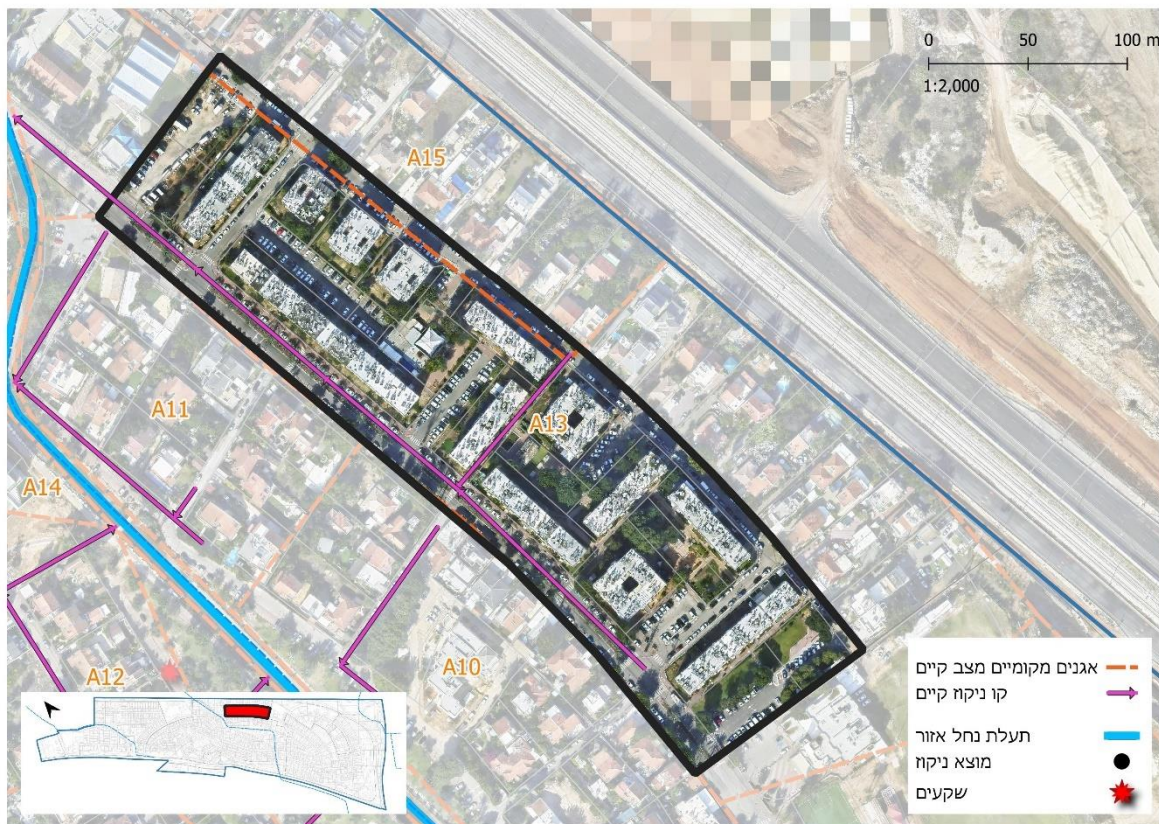 0 50 100 m
1:2,000
A15
A11
A13
A14
A10
A12
אגנים מקומיים מצב קיים
קו ניקוז קיים
תעלת נחל אזור
מוצא ניקוז
שקעים